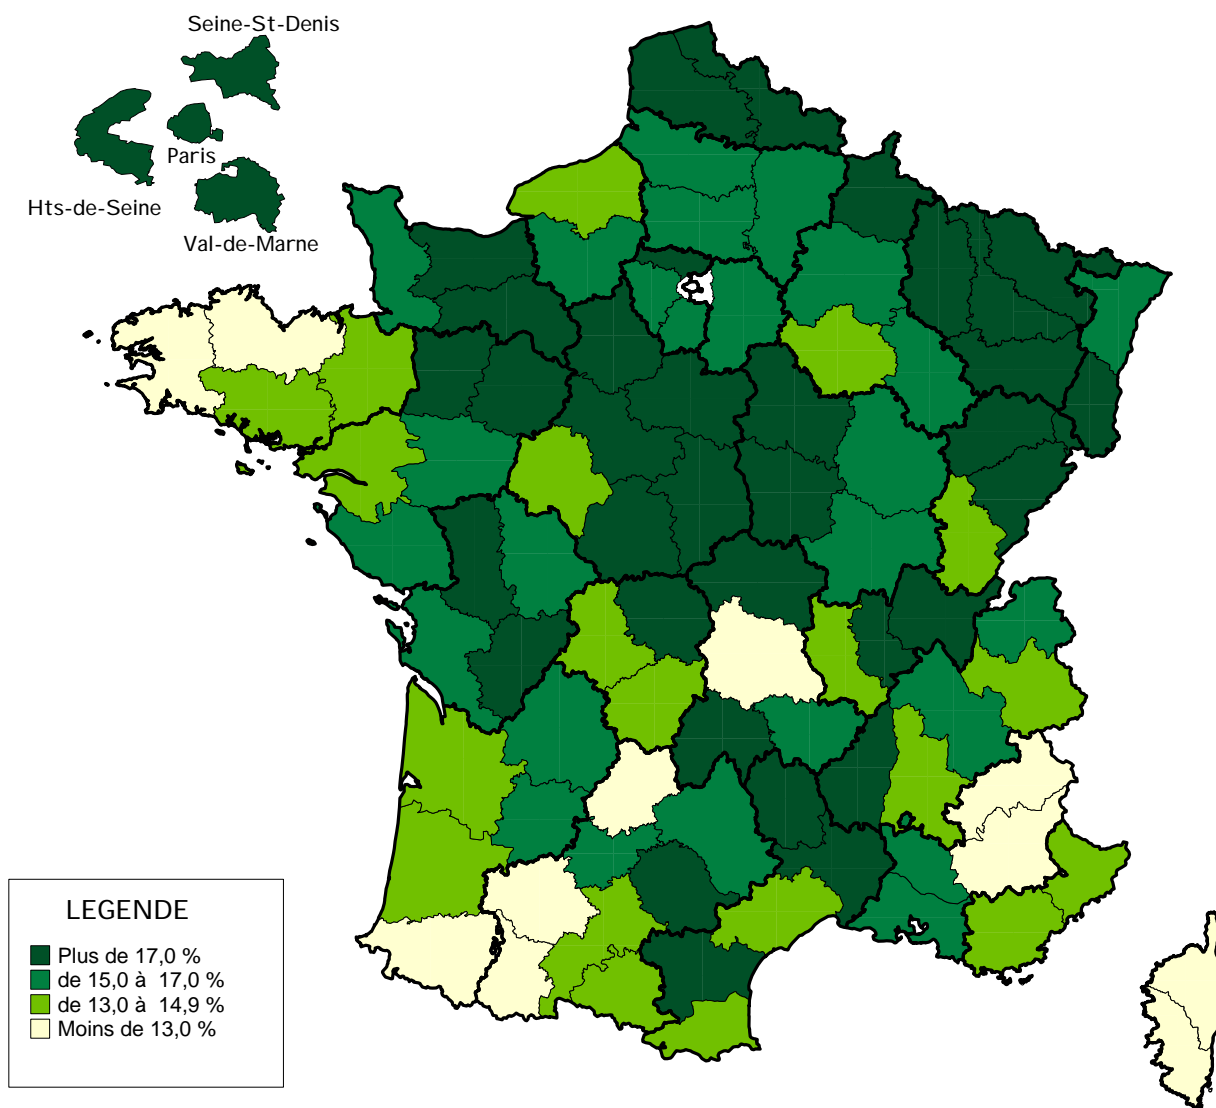 Seine-St-Denis
Paris
Hts-de-Seine
Val-de-Marne
LEGENDE
Plus de 17,0 %
de 15,0 à 17,0 %
de 13,0 à 14,9 %
Moins de 13,0 %